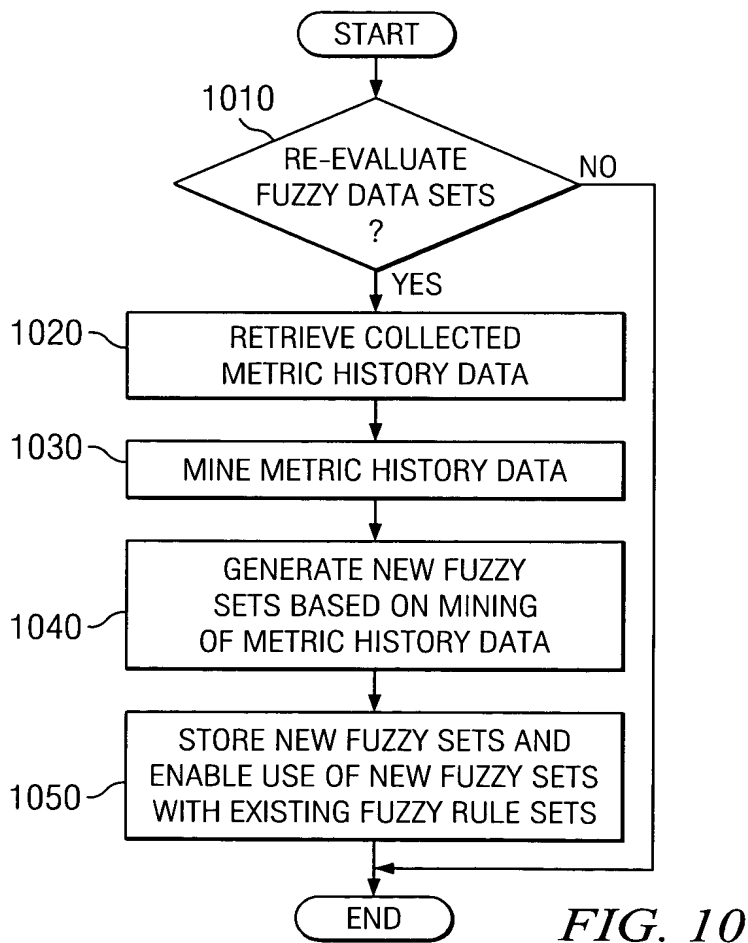 START
1010
RE-EVALUATE
FUZZY DATA SETS
?
NO
YES
1020
RETRIEVE COLLECTED
METRIC HISTORY DATA
1030
MINE METRIC HISTORY DATA
GENERATE NEW FUZZY
SETS BASED ON MINING
OF METRIC HISTORY DATA
1040
STORE NEW FUZZY SETS AND
ENABLE USE OF NEW FUZZY SETS
WITH EXISTING FUZZY RULE SETS
1050
END
FIG. 10